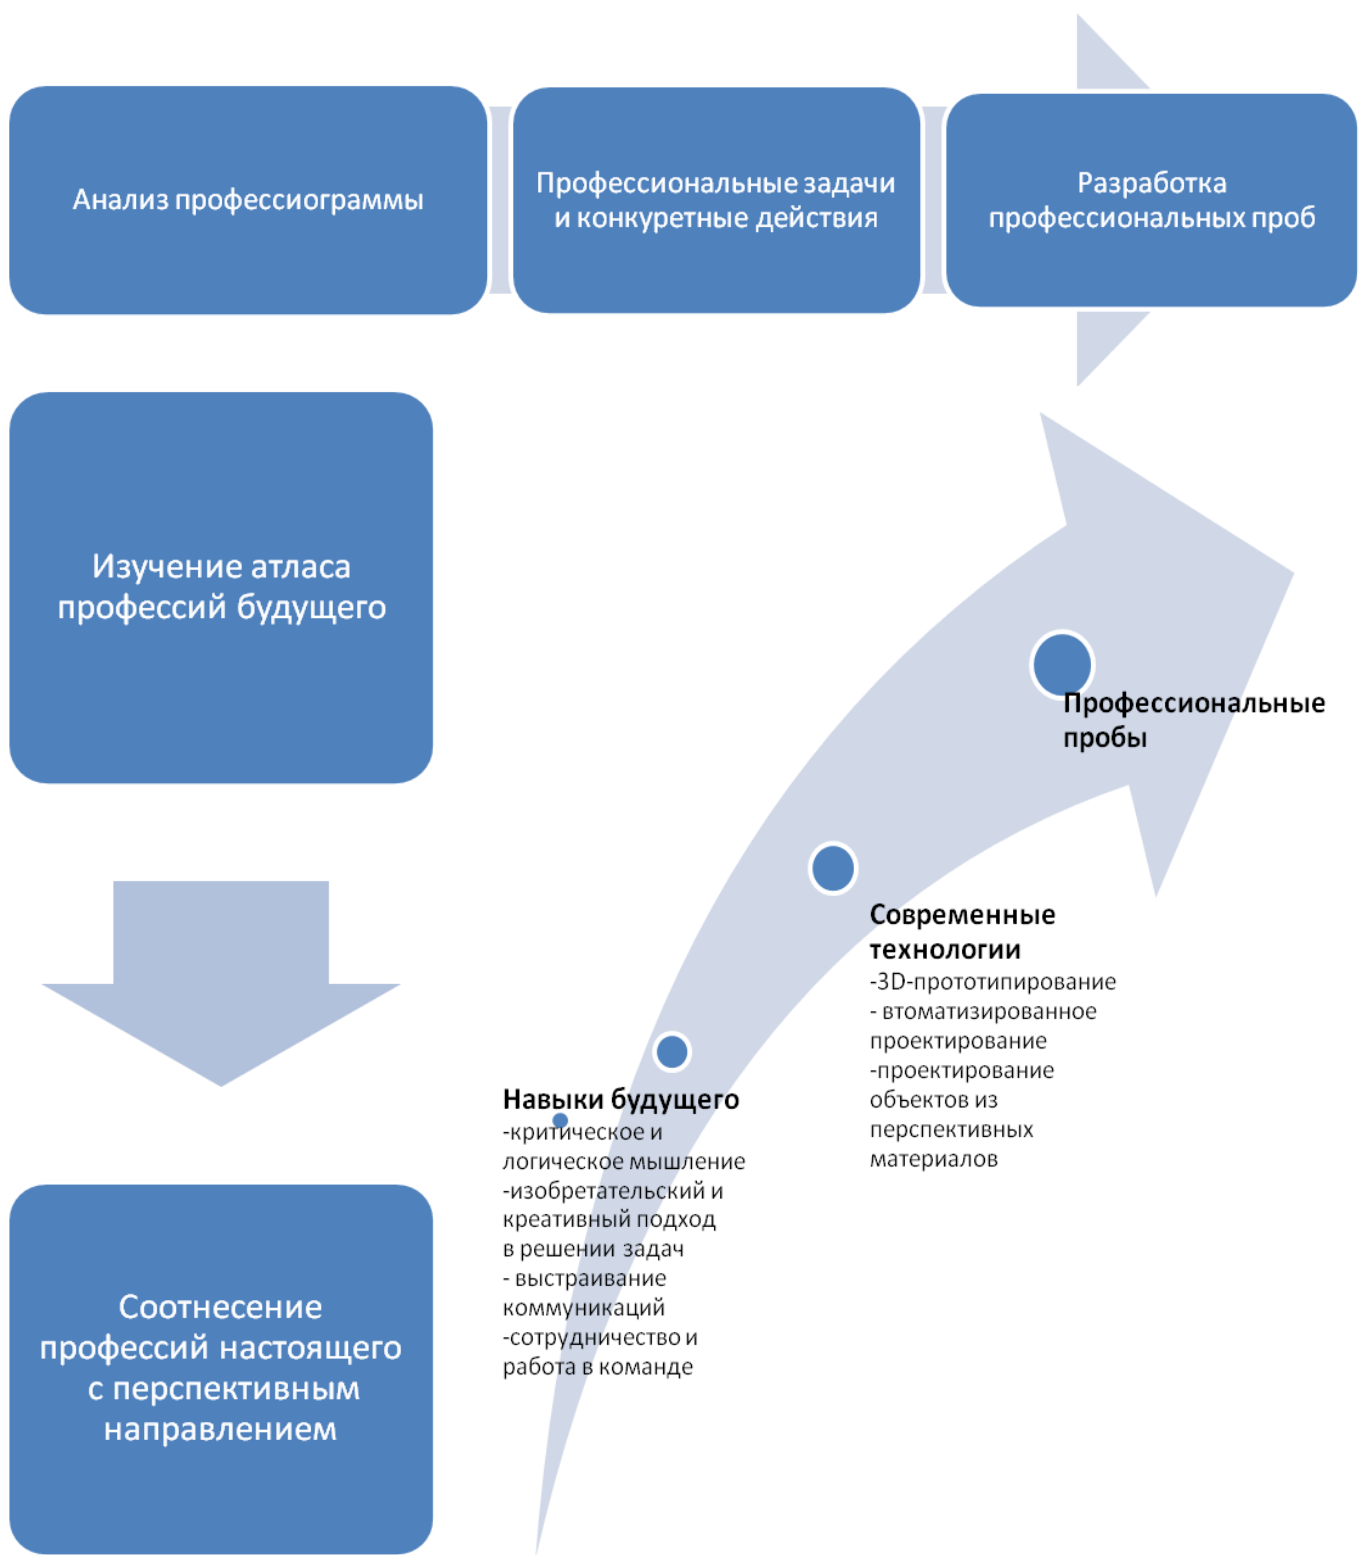 Анализ профессиограммы
Профессиональные задачи
и конкуретные действия
Разработка
профессиональных проб
Изучение атласа
профессий будущего
Соотнесение
профессий настоящего
с перспективным
направлением
Навыки будущего
-критическое и
логическое мышление
-изобретательский и
креативный подход
в решении задач
- выстраивание
коммуникаций
-сотрудничество и
работа в команде
Современные
технологии
-3D-прототипирование
- втоматизированное
проектирование
-проектирование
объектов из
перспективных
материалов
Профессиональные
пробы